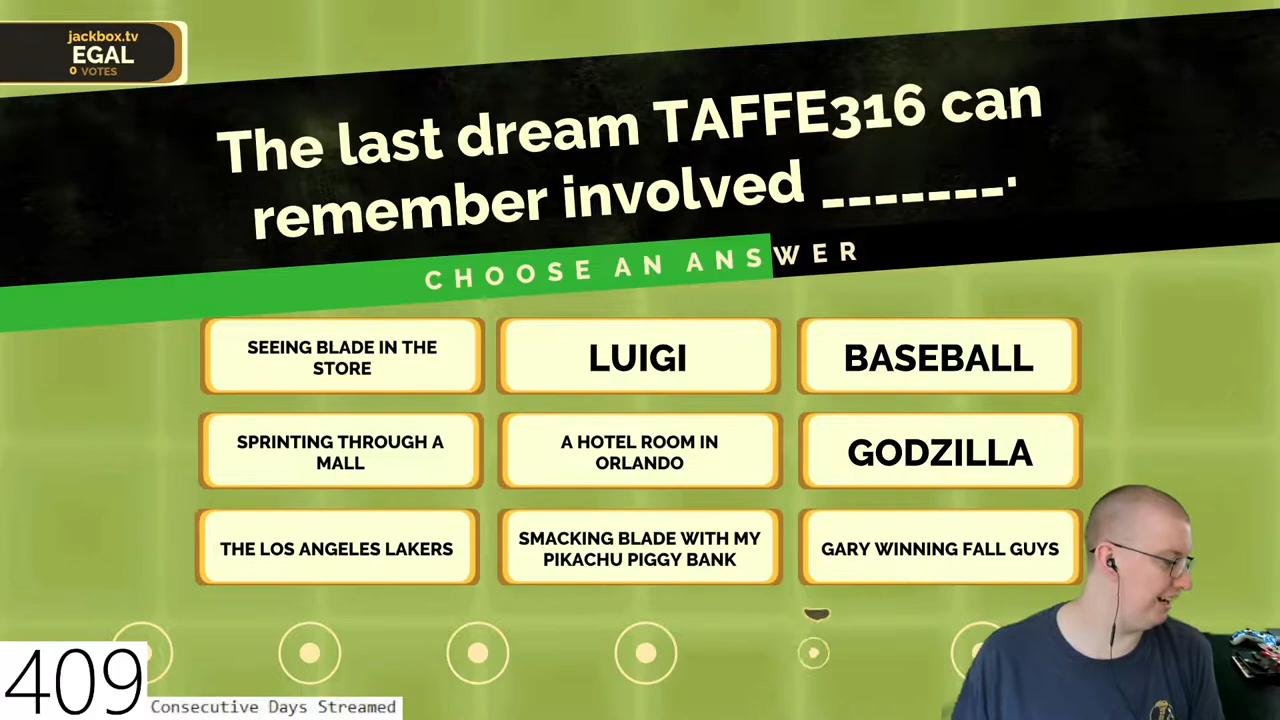 jackbox.tv
EGAL
0 VOTES
The last dream TAFFE316 can
remember involved _______.
CHOOSE AN ANSWER
SEEING BLADE IN THE
STORE
LUIGI
BASEBALL
SPRINTING THROUGH A
MALL
A HOTEL ROOM IN
ORLANDO
GODZILLA
THE LOS ANGELES LAKERS
SMACKING BLADE WITH MY
PIKACHU PIGGY BANK
GARY WINNING FALL GUYS
409
Consecutive Days Streamed